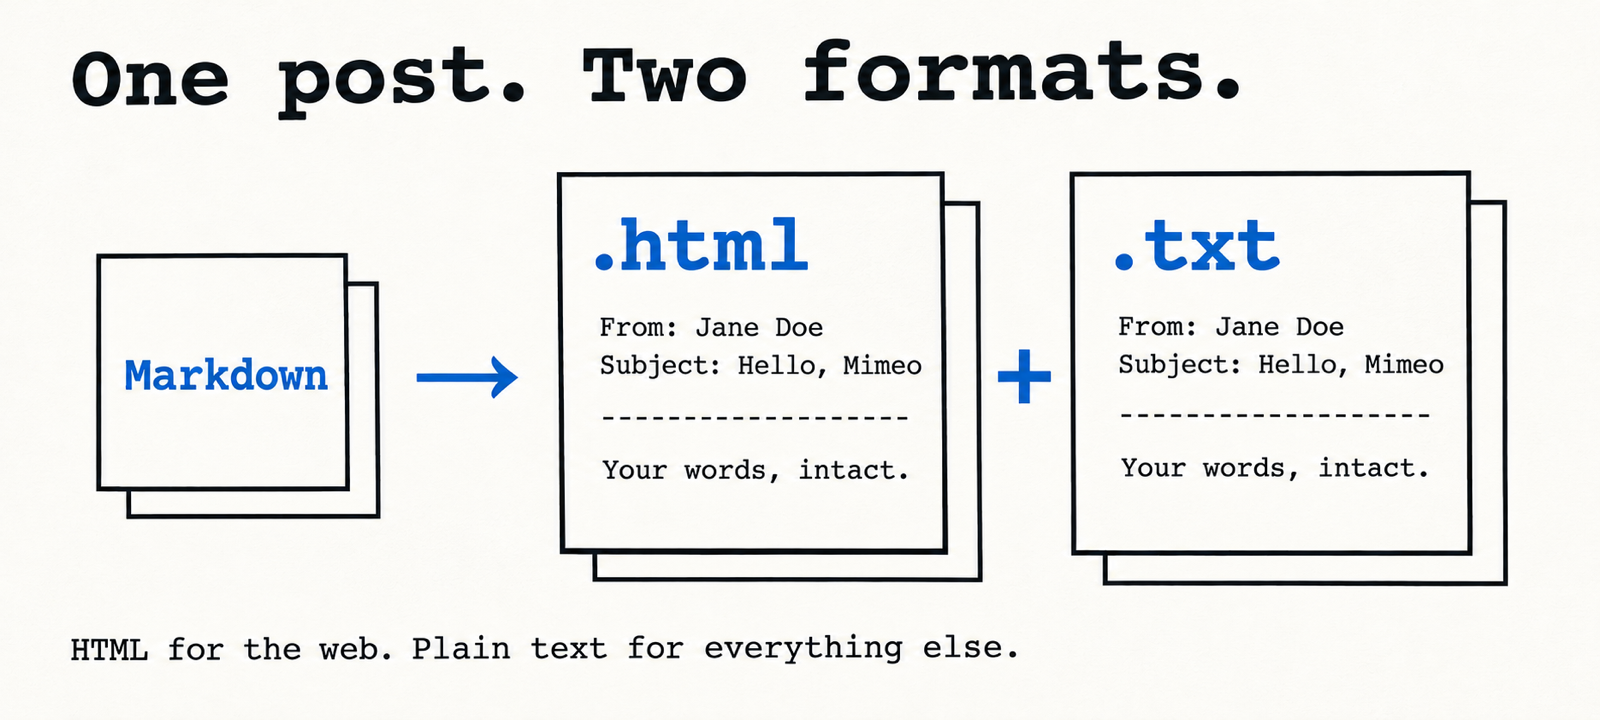 One post. Two formats.
Markdown
→
.html
From: Jane Doe
Subject: Hello, Mimeo
-------------------
Your words, intact.
+
.txt
From: Jane Doe
Subject: Hello, Mimeo
-------------------
Your words, intact.
HTML for the web. Plain text for everything else.